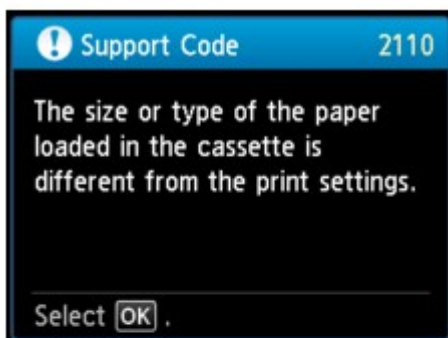 Support Code 2110
The size or type of the paper
loaded in the cassette is
different from the print settings.
Select OK .